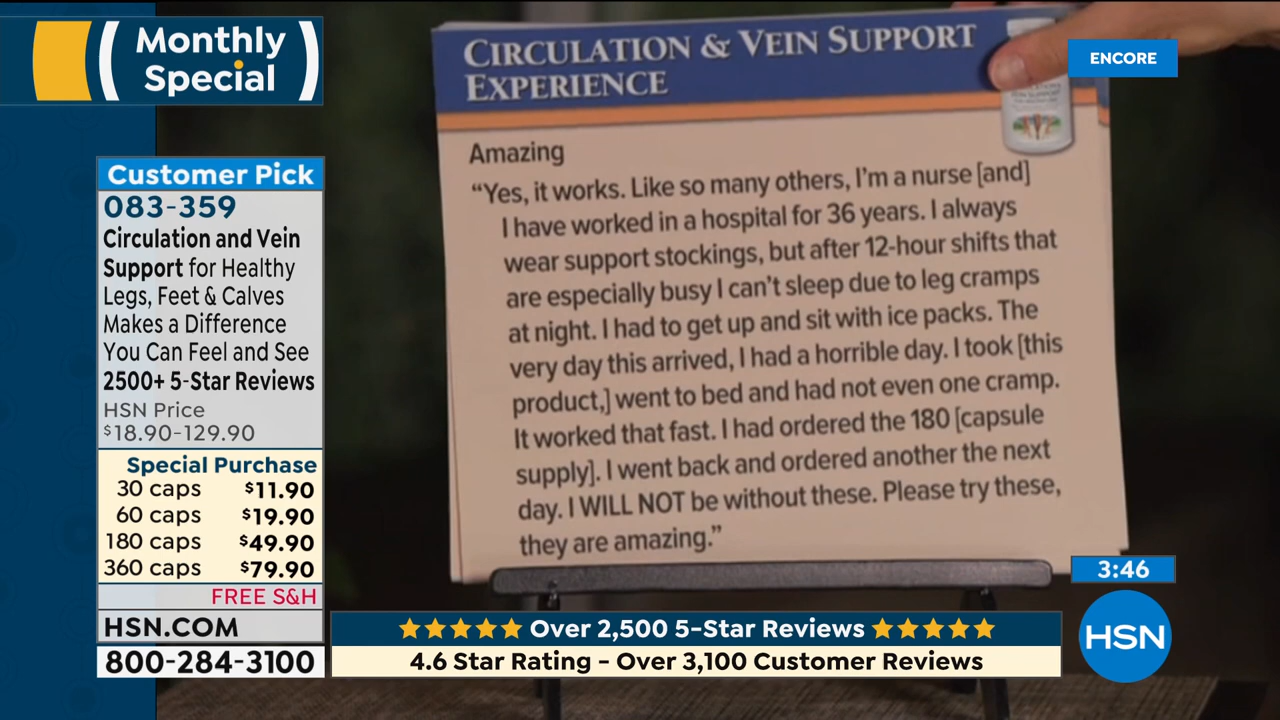 ( Monthly
Special )
Customer Pick
083-359
Circulation and Vein
Support for Healthy
Legs, Feet & Calves
Makes a Difference
You Can Feel and See
2500+ 5-Star Reviews
HSN Price
$18.90-129.90
Special Purchase
30 caps $11.90
60 caps $19.90
180 caps $49.90
360 caps $79.90
FREE S&H
HSN.COM
800-284-3100
CIRCULATION & VEIN SUPPORT
EXPERIENCE
Amazing
“Yes, it works. Like so many others, I’m a nurse [and]
I have worked in a hospital for 36 years. I always
wear support stockings, but after 12-hour shifts that
are especially busy I can’t sleep due to leg cramps
at night. I had to get up and sit with ice packs. The
very day this arrived, I had a horrible day. I took [this
product,] went to bed and had not even one cramp.
It worked that fast. I had ordered the 180 [capsule
supply]. I went back and ordered another the next
day. I WILL NOT be without these. Please try these,
they are amazing.”
ENCORE
3:46
HSN
Over 2,500 5-Star Reviews
4.6 Star Rating – Over 3,100 Customer Reviews